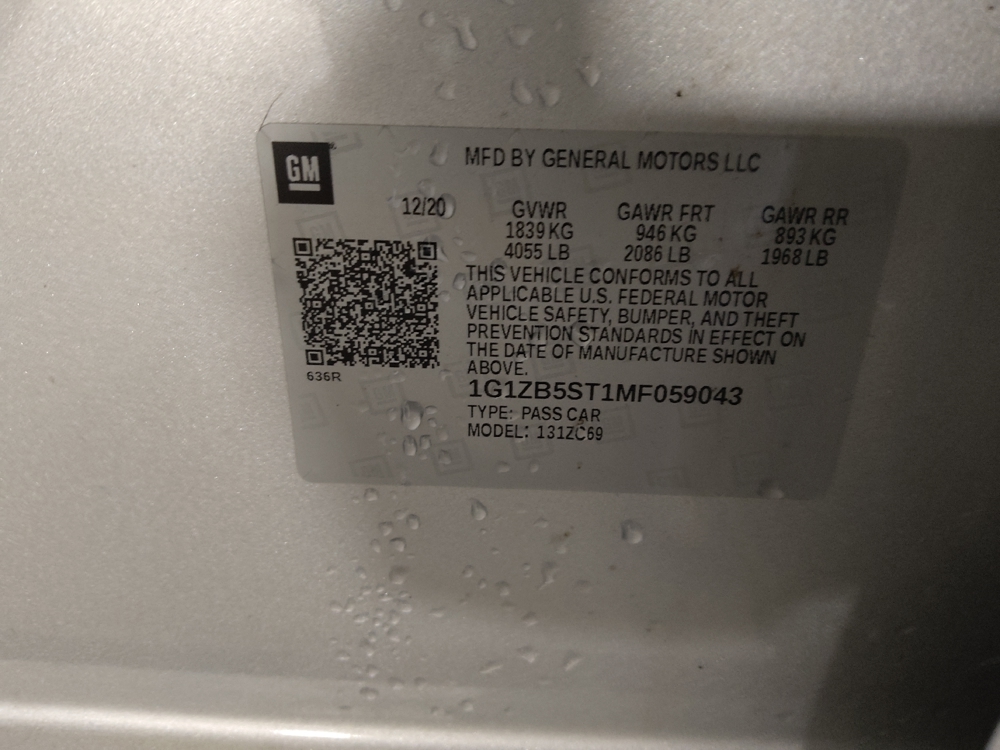 GM
MFD BY GENERAL MOTORS LLC
12/20 GVWR GAWR FRT GAWR RR
1839 KG 946 KG 893 KG
4055 LB 2086 LB 1968 LB
THIS VEHICLE CONFORMS TO ALL
APPLICABLE U.S. FEDERAL MOTOR
VEHICLE SAFETY, BUMPER, AND THEFT
PREVENTION STANDARDS IN EFFECT ON
THE DATE OF MANUFACTURE SHOWN
ABOVE.
636R
1G1ZB5ST1MF059043
TYPE: PASS CAR
MODEL: 131ZC69